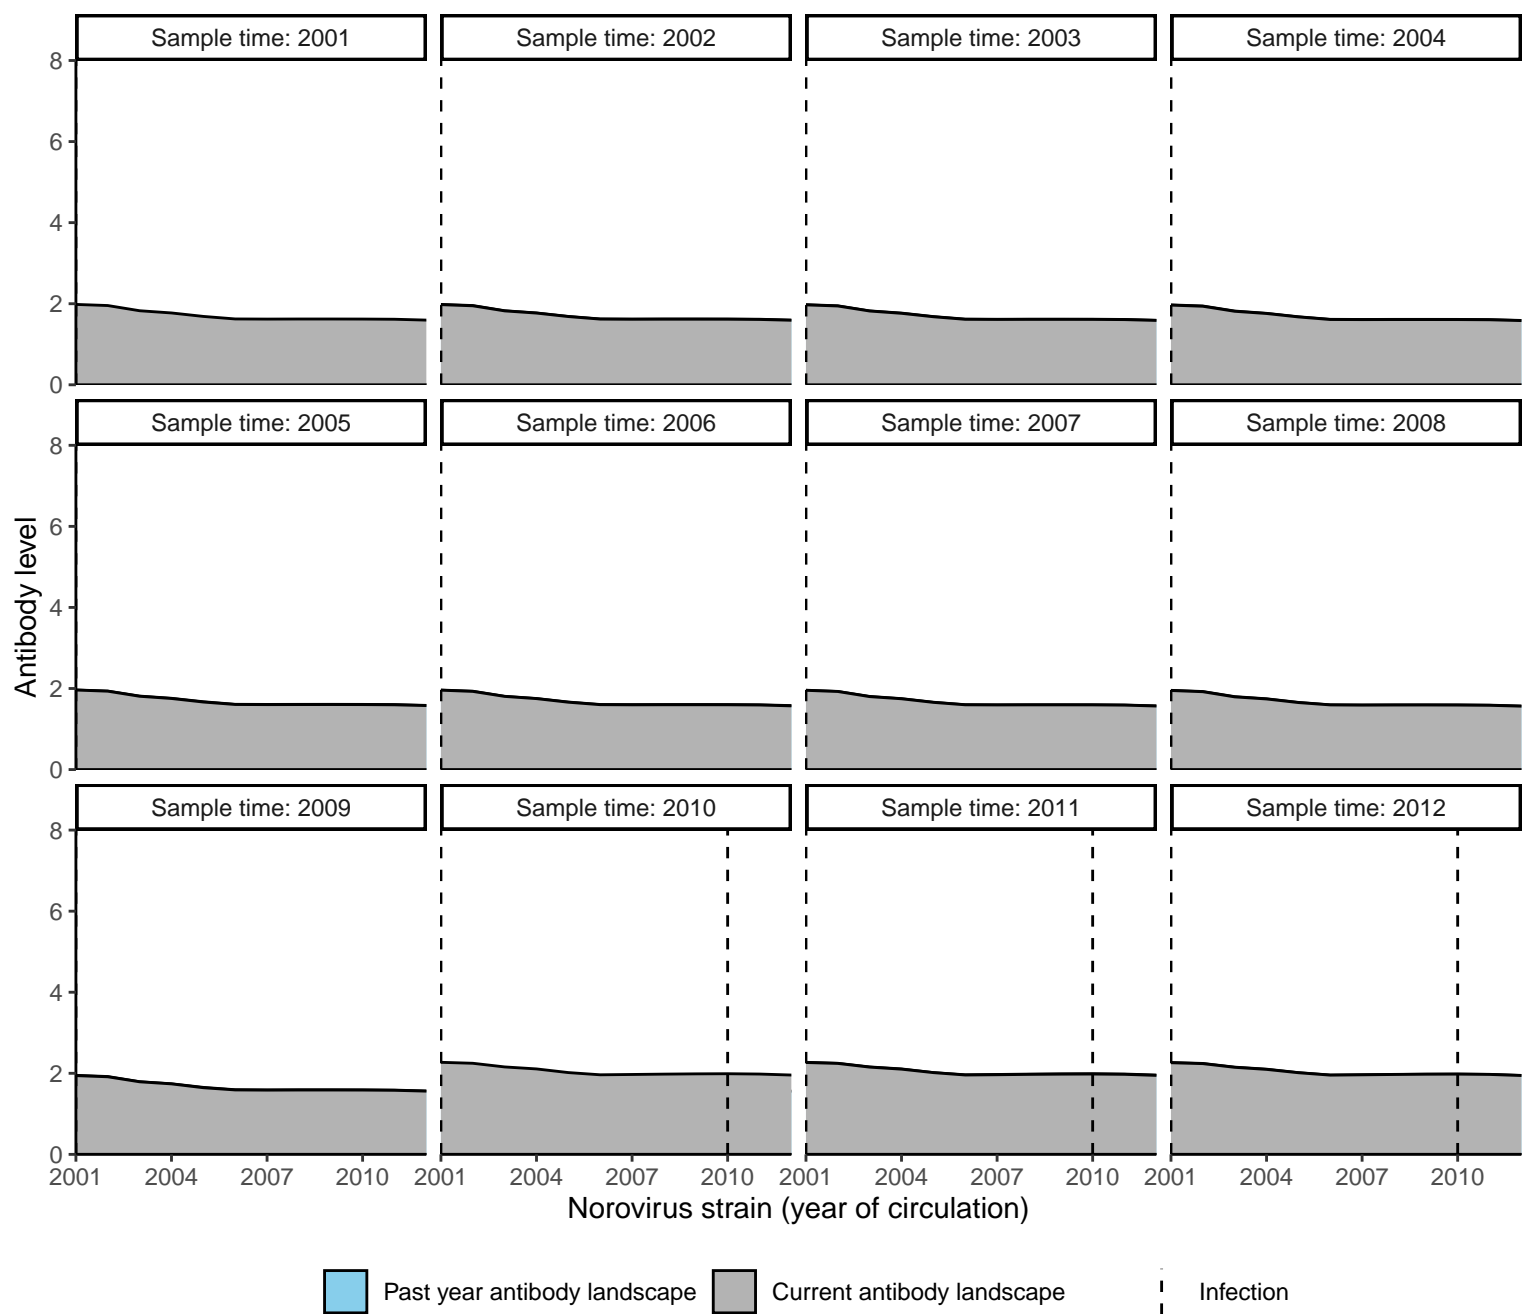 Sample time: 2001 Sample time: 2002 Sample time: 2003 Sample time: 2004
8
6
4
2
0
Sample time: 2005 Sample time: 2006 Sample time: 2007 Sample time: 2008
8
6
4
2
0
Antibody level
Sample time: 2009 Sample time: 2010 Sample time: 2011 Sample time: 2012
8
6
4
2
0
2001 2004 2007 2010 2001 2004 2007 2010 2001 2004 2007 2010 2001 2004 2007 2010
Norovirus strain (year of circulation)
Past year antibody landscape Current antibody landscape Infection